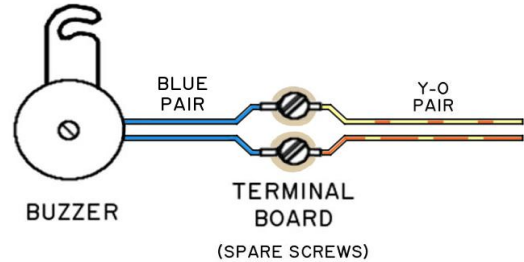 BLUE
PAIR
Y-O
PAIR
BUZZER
TERMINAL
BOARD
(SPARE SCREWS)